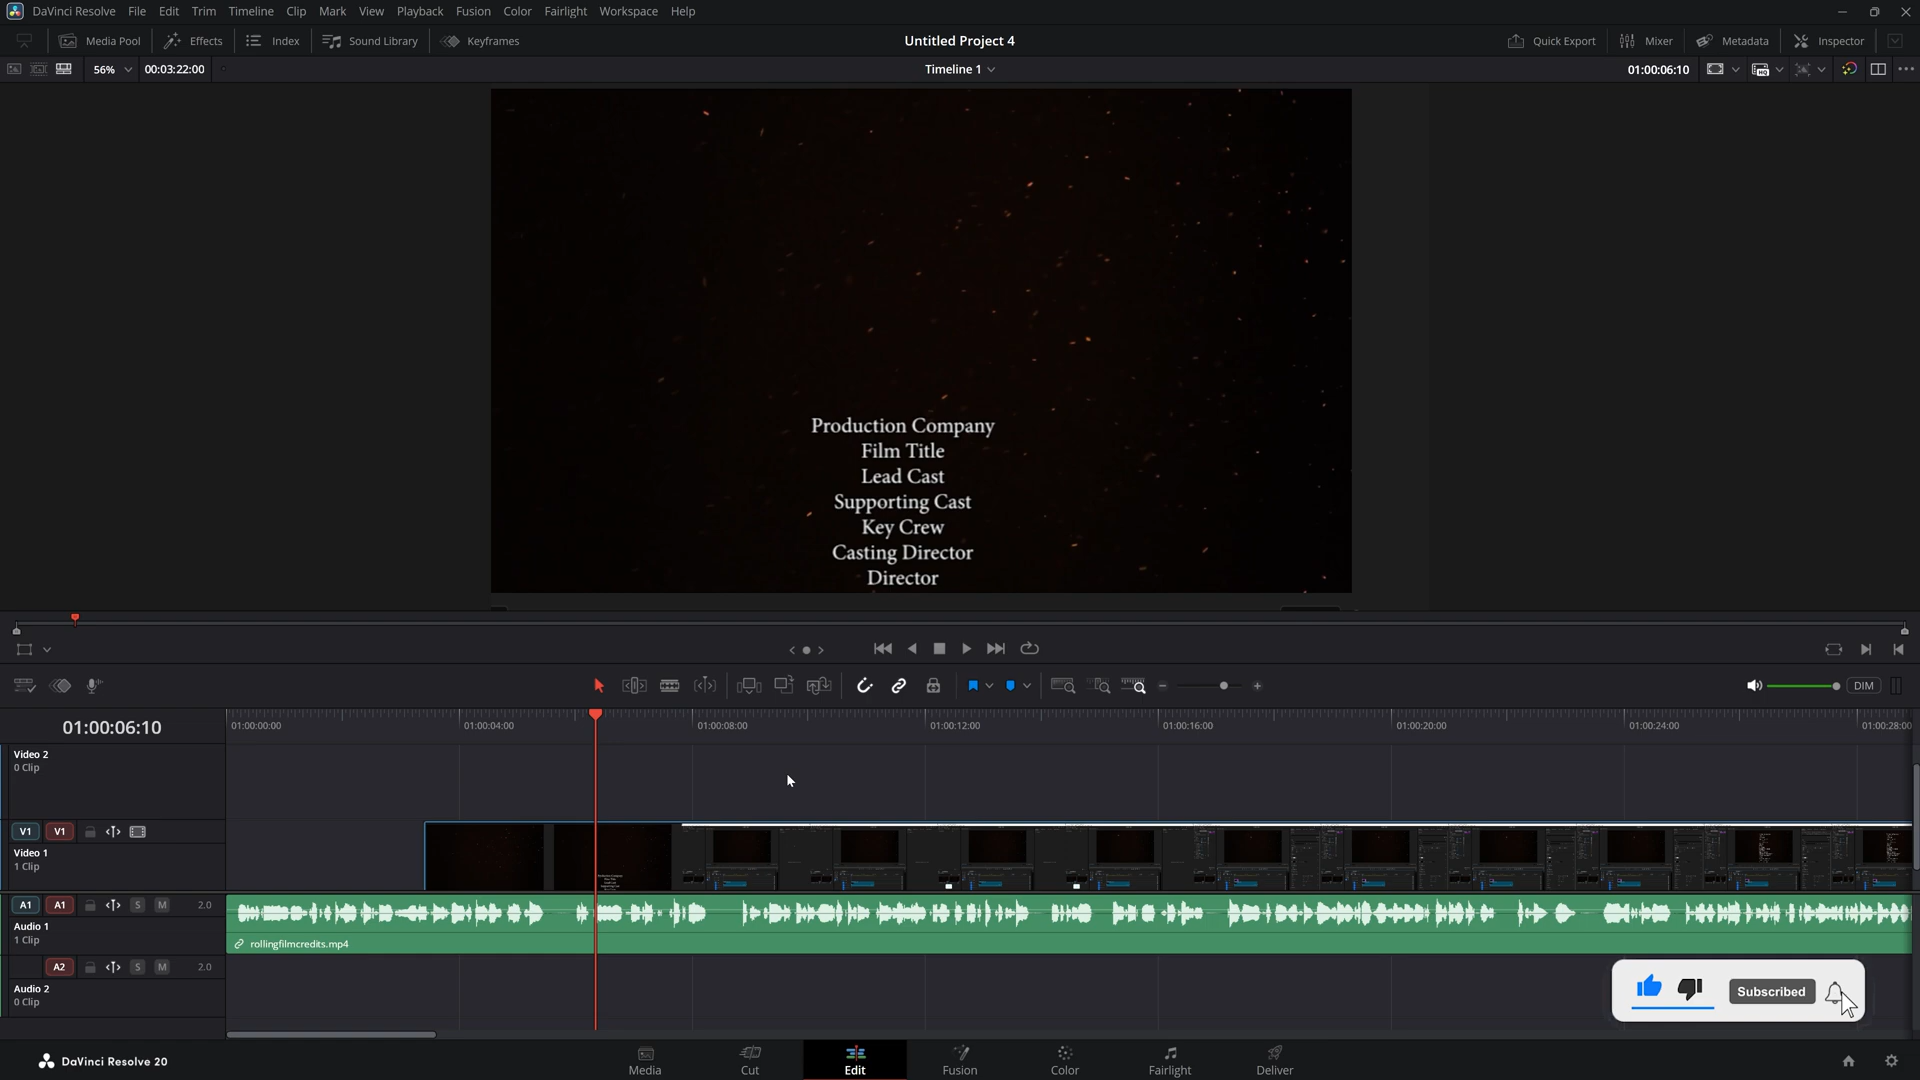 DaVinci Resolve File Edit Trim Timeline Clip Mark View Playback Fusion Color Fairlight Workspace Help
Media Pool Effects Index Sound Library Keyframes Untitled Project 4 Quick Export Mixer Metadata Inspector
56% 00:03:22:00 Timeline 1 01:00:06:10
Production Company
Film Title
Lead Cast
Supporting Cast
Key Crew
Casting Director
Director
DIM
01:00:06:10
01:00:00:00 01:00:04:00 01:00:08:00 01:00:12:00 01:00:16:00 01:00:20:00 01:00:24:00 01:00:28:00
Video 2
0 Clip
V1 V1
Video 1
1 Clip
A1 A1 S M 2.0
Audio 1
1 Clip
rollingfilmcredits.mp4
A2 S M 2.0
Audio 2
0 Clip
Subscribed
DaVinci Resolve 20
Media Cut Edit Fusion Color Fairlight Deliver